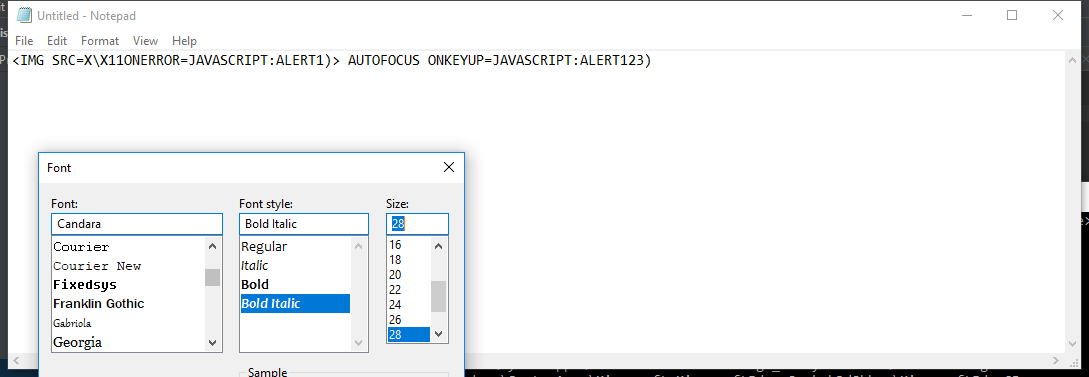 Untitled - Notepad
File Edit Format View Help
<IMG SRC=X\X11ONERROR=JAVASCRIPT:ALERT1)> AUTOFOCUS ONKEYUP=JAVASCRIPT:ALERT123)
Font
Font: Font style: Size:
Candara Bold Italic 28
Courier Regular 16
Courier New Italic 18
Fixedsys Bold 20
Franklin Gothic Bold Italic 22
Gabriola 24
Georgia 26
28
Sample